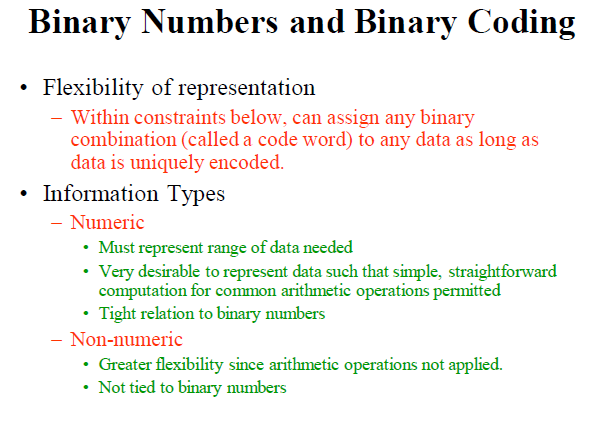 Binary Numbers and Binary Coding
• Flexibility of representation
– Within constraints below, can assign any binary
combination (called a code word) to any data as long as
data is uniquely encoded.
• Information Types
– Numeric
• Must represent range of data needed
• Very desirable to represent data such that simple, straightforward
computation for common arithmetic operations permitted
• Tight relation to binary numbers
– Non-numeric
• Greater flexibility since arithmetic operations not applied.
• Not tied to binary numbers